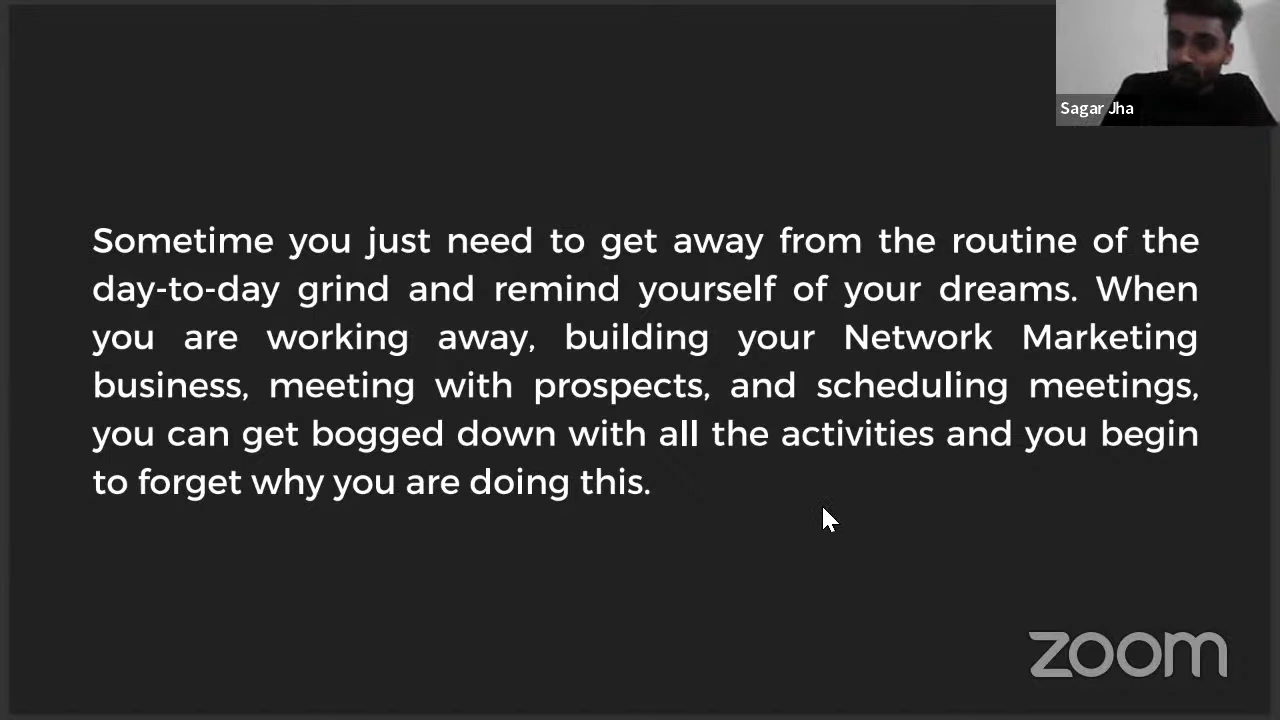 Sagar Jha
Sometime you just need to get away from the routine of the
day-to-day grind and remind yourself of your dreams. When
you are working away, building your Network Marketing
business, meeting with prospects, and scheduling meetings,
you can get bogged down with all the activities and you begin
to forget why you are doing this.
zoom